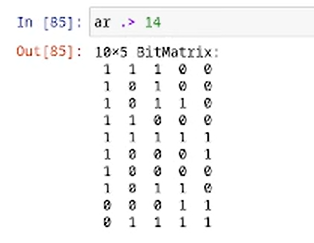 In [85]: ar .> 14
Out[85]: 10×5 BitMatrix:
1 1 1 0 0
1 0 1 0 0
1 0 1 1 0
1 1 0 0 0
1 1 1 1 1
1 0 0 0 1
1 0 0 0 0
1 0 1 1 0
0 0 0 1 1
0 1 1 1 1